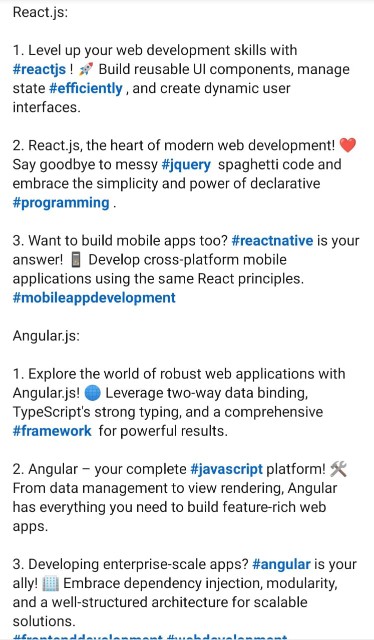 React.js:
1. Level up your web development skills with
#reactjs ! 🚀 Build reusable UI components, manage
state #efficiently , and create dynamic user
interfaces.
2. React.js, the heart of modern web development! ❤️
Say goodbye to messy #jquery spaghetti code and
embrace the simplicity and power of declarative
#programming .
3. Want to build mobile apps too? #reactnative is your
answer! 📱 Develop cross-platform mobile
applications using the same React principles.
#mobileappdevelopment
Angular.js:
1. Explore the world of robust web applications with
Angular.js! 🌐 Leverage two-way data binding,
TypeScript's strong typing, and a comprehensive
#framework for powerful results.
2. Angular – your complete #javascript platform! 🛠️
From data management to view rendering, Angular
has everything you need to build feature-rich web
apps.
3. Developing enterprise-scale apps? #angular is your
ally! 🏢 Embrace dependency injection, modularity,
and a well-structured architecture for scalable
solutions.
#frontenddevelopment #webdevelopment